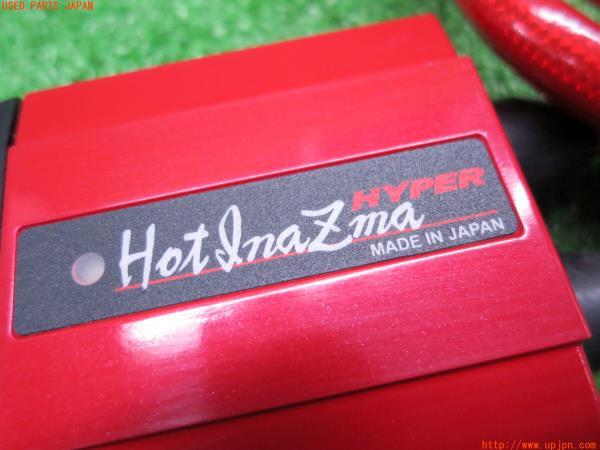 USED PARTS JAPAN
HYPER
Hot Inazma
MADE IN JAPAN
http://www.upjpn.com/